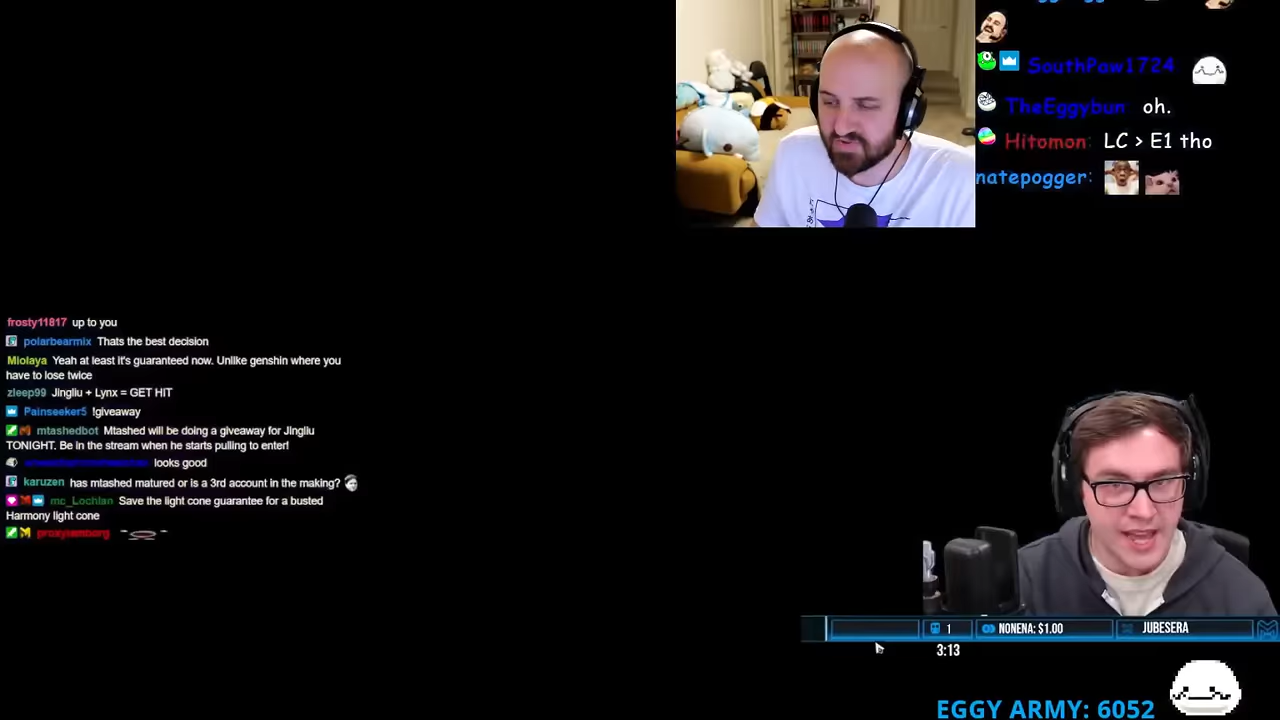 SouthPaw1724
TheEggybun: oh.
Hitomon: LC > E1 tho
natepogger:
frosty11817 up to you
polarbearmix Thats the best decision
Miolaya Yeah at least it's guaranteed now. Unlike genshin where you
have to lose twice
zleep99 Jingliu + Lynx = GET HIT
Painseeker5 !giveaway
mtashedbot Mtashed will be doing a giveaway for Jingliu
TONIGHT. Be in the stream when he starts pulling to enter!
looks good
karuzen has mtashed matured or is a 3rd account in the making?
mc_Lochlan Save the light cone guarantee for a busted
Harmony light cone
1
NONENA: $1.00
JUBESERA
3:13
EGGY ARMY: 6052